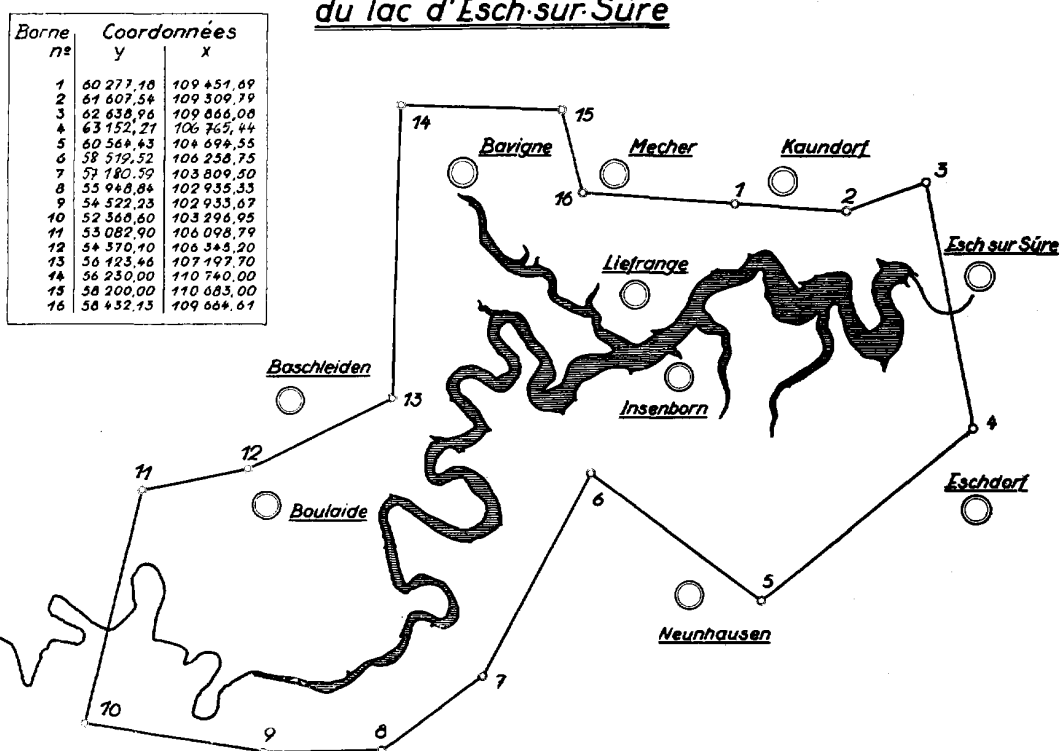 du lac d'Esch-sur-Sûre
Borne Coordonnées
nº y x
1 60 277,18 109 451,69
2 61 607,54 109 309,79
3 62 638,96 109 866,08
4 63 152,21 106 765,44
5 60 564,43 104 694,55
6 58 519,52 106 258,75
7 57 180.59 103 809,50
8 55 948,84 102 935,33
9 54 522,23 102 933,67
10 52 368,60 103 296,95
11 53 082,90 106 098,79
12 54 370,10 106 345,20
13 56 123,46 107 197,70
14 56 230,00 110 740,00
15 58 200,00 110 683,00
16 58 432,13 109 664,61
14
15
Bavigne
Mecher
Kaundorf
3
16
1
2
Esch sur Sûre
Liefrange
Baschleiden
13
Insenborn
4
12
11
6
Eschdorf
Boulaide
5
Neunhausen
7
10
9
8